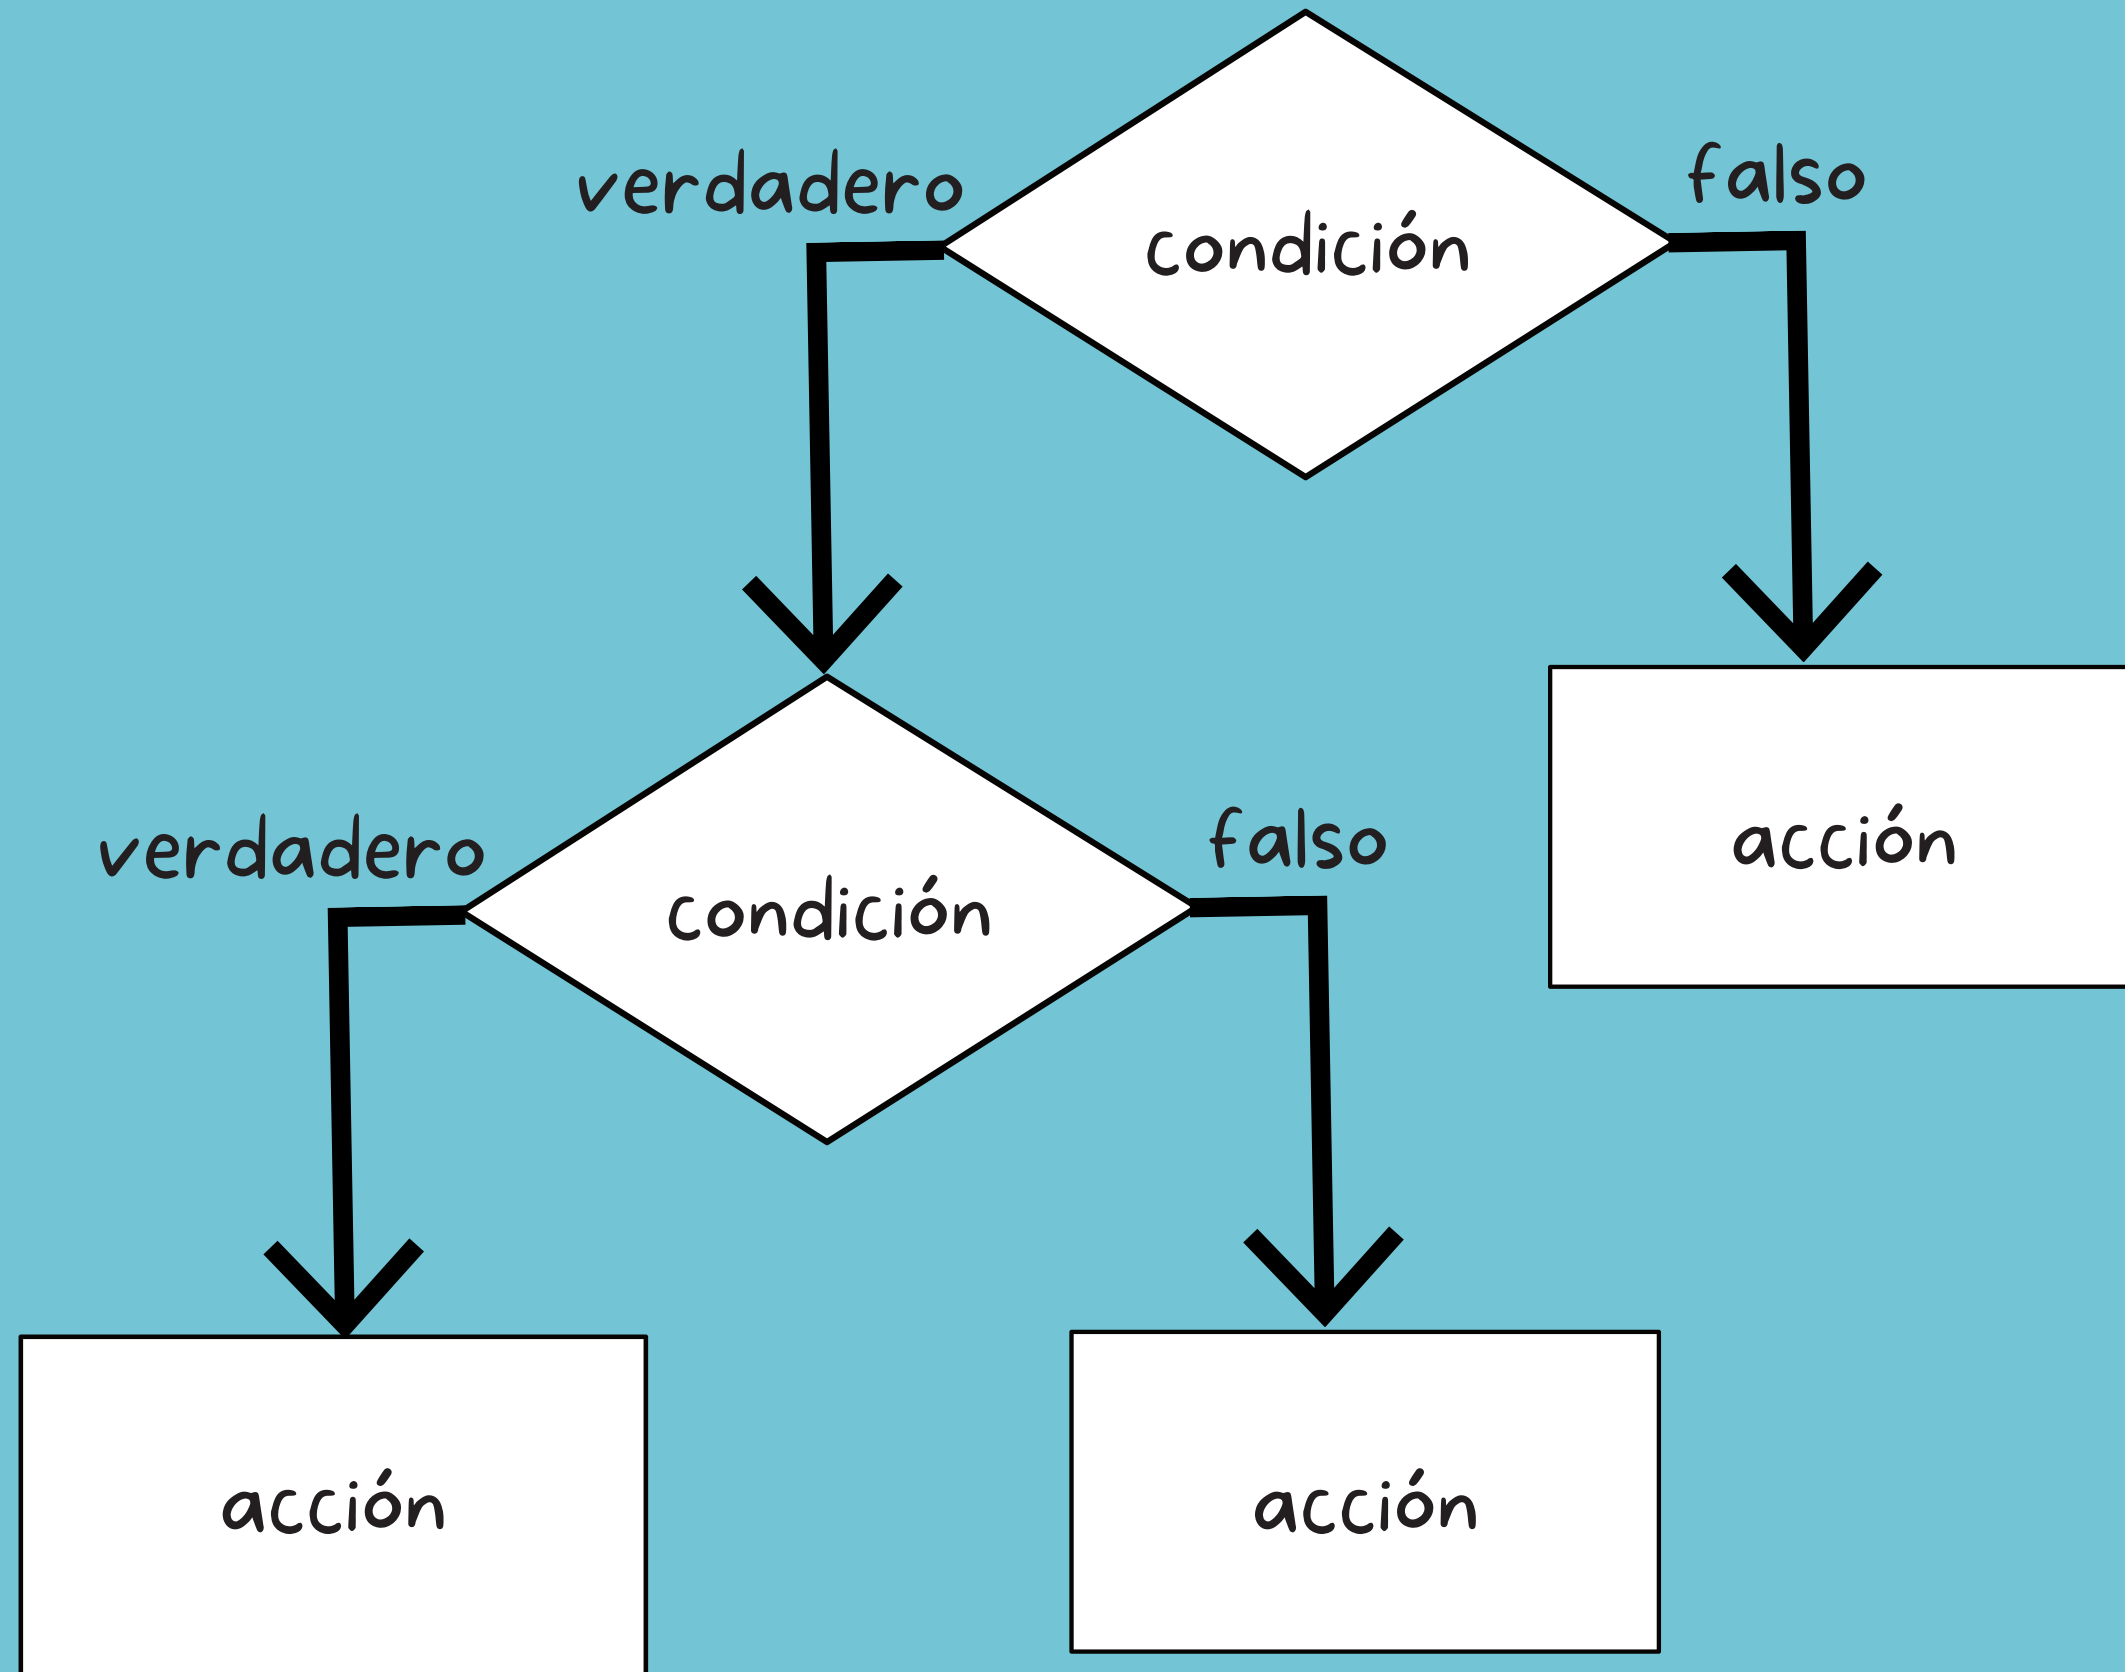 verdadero
falso
condición
verdadero
falso
acción
condición
acción
acción